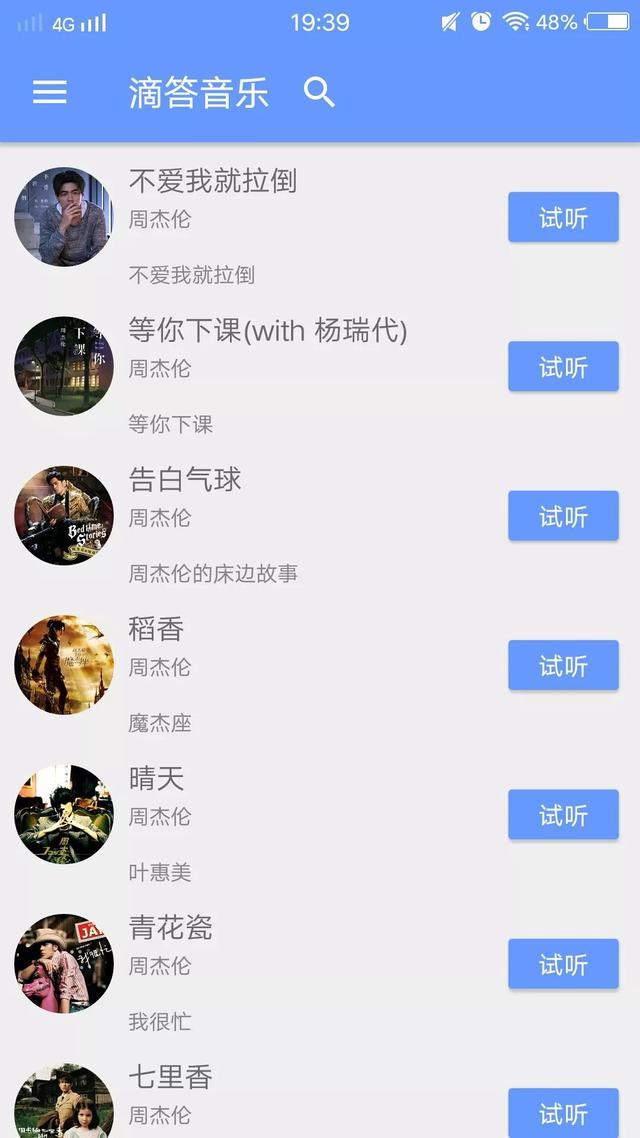 4G 19:39 48%
滴答音乐
不爱我就拉倒
周杰伦
试听
不爱我就拉倒
等你下课(with 杨瑞代)
周杰伦
试听
等你下课
告白气球
周杰伦
试听
Bedtime
Stories
周杰伦的床边故事
稻香
周杰伦
试听
魔杰座
晴天
周杰伦
试听
叶惠美
青花瓷
周杰伦
试听
我很忙
七里香
周杰伦
试听